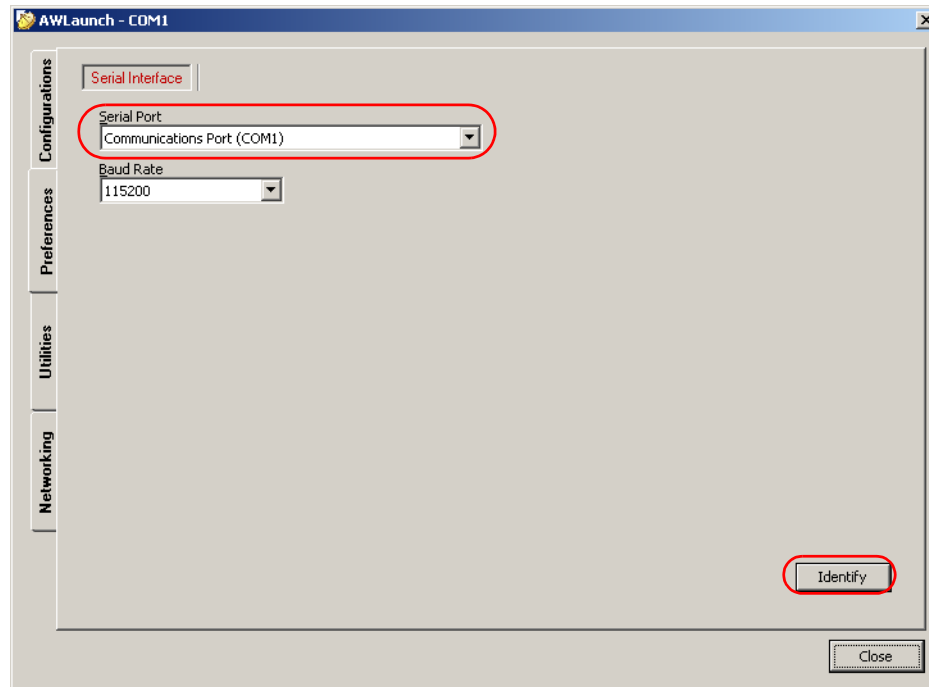 AWLaunch - COM1
Configurations
Preferences
Utilities
Networking
Serial Interface
Serial Port
Communications Port (COM1)
Baud Rate
115200
Identify
Close